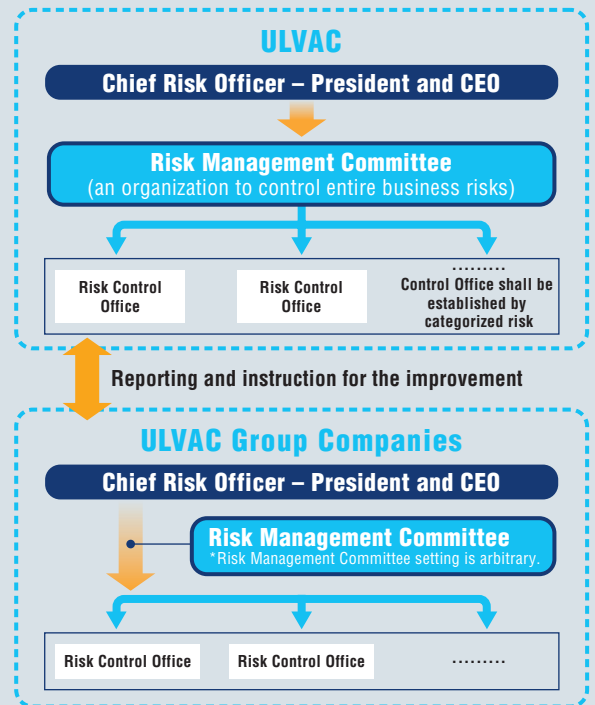 ULVAC
Chief Risk Officer – President and CEO
Risk Management Committee
(an organization to control entire business risks)
Risk Control
Office
Risk Control
Office
.........
Control Office shall be
established by
categorized risk
Reporting and instruction for the improvement
ULVAC Group Companies
Chief Risk Officer – President and CEO
Risk Management Committee
*Risk Management Committee setting is arbitrary.
Risk Control Office
Risk Control Office
.........